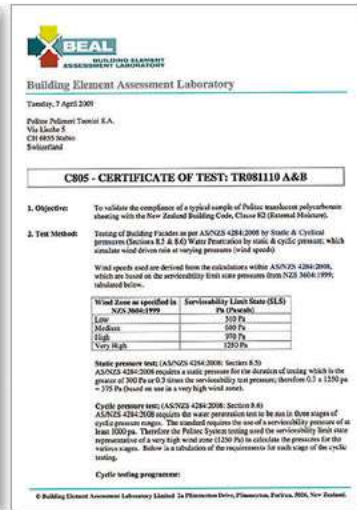 BEAL
BUILDING ELEMENT
ASSESSMENT LABORATORY
Building Element Assessment Laboratory
Tuesday, 7 April 2009
Politec Polimeri Tecnici S.A.
Via Laveggio
CH 6855 Stabio
Switzerland
C805 - CERTIFICATE OF TEST: TR081110 A&B
1. Objective: To validate the compliance of a typical sample of Politec translucent polycarbonate
sheeting with the New Zealand Building Code, Clause E2 (External Moisture).
2. Test Method: Testing of Building Facades as per AS/NZS 4284:2008 by Static & Cyclical
pressures (Sections 8.5 & 8.6) Water Penetration by static & cyclic pressure, which
simulate wind driven rain at varying pressures (wind speeds)
Wind speeds used are derived from the calculations within AS/NZS 4284:2008,
which are based on the serviceability limit state pressures from NZS 3604:1999;
tabulated below.
Wind Zone as specified in NZS 3604:1999 Serviceability Limit State (SLS) Pa (Pascals)
Low
Medium
High
Very High 1250 Pa
Static pressure test; (AS/NZS 4284:2008: Section 8.5)
AS/NZS 4284:2008 requires a static pressure for the duration of testing which is the
greater of 300 Pa or 0.3 times the serviceability test pressure; therefore 0.3 x 1250 pa
= 375 Pa (based on use in a very high wind zone).
Cyclic pressure test; (AS/NZS 4284:2008: Section 8.6)
AS/NZS 4284:2008 requires the water penetration test to be run in three stages of
cyclic pressure ranges. The standard requires the use of a serviceability pressure of at
least 1000 pa. Therefore the Politec System testing used the serviceability limit state
representative of a very high wind zone (1250 Pa) to calculate the pressures for the
various stages. Below is a tabulation of the requirements for each stage of the cyclic
testing.
Cyclic testing programme:
© Building Element Assessment Laboratory Limited 2a Plimmerton Drive, Plimmerton, Porirua, 5026, New Zealand.